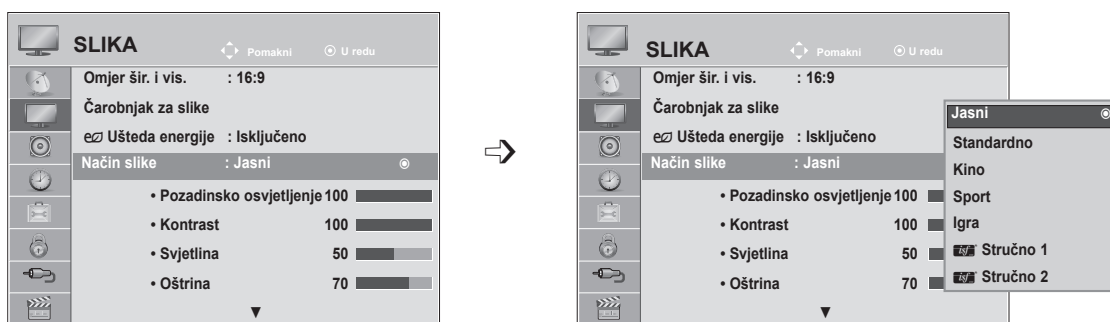 SLIKA Pomakni U redu
Omjer šir. i vis. : 16:9
Čarobnjak za slike
Ušteda energije : Isključeno
Način slike : Jasni
• Pozadinsko osvjetljenje 100
• Kontrast 100
• Svjetlina 50
• Oštrina 70
SLIKA Pomakni U redu
Omjer šir. i vis. : 16:9
Čarobnjak za slike
Ušteda energije : Isključeno
Način slike : Jasni
• Pozadinsko osvjetljenje 100
• Kontrast 100
• Svjetlina 50
• Oštrina 70
Jasni
Standardno
Kino
Sport
Igra
isf Stručno 1
isf Stručno 2